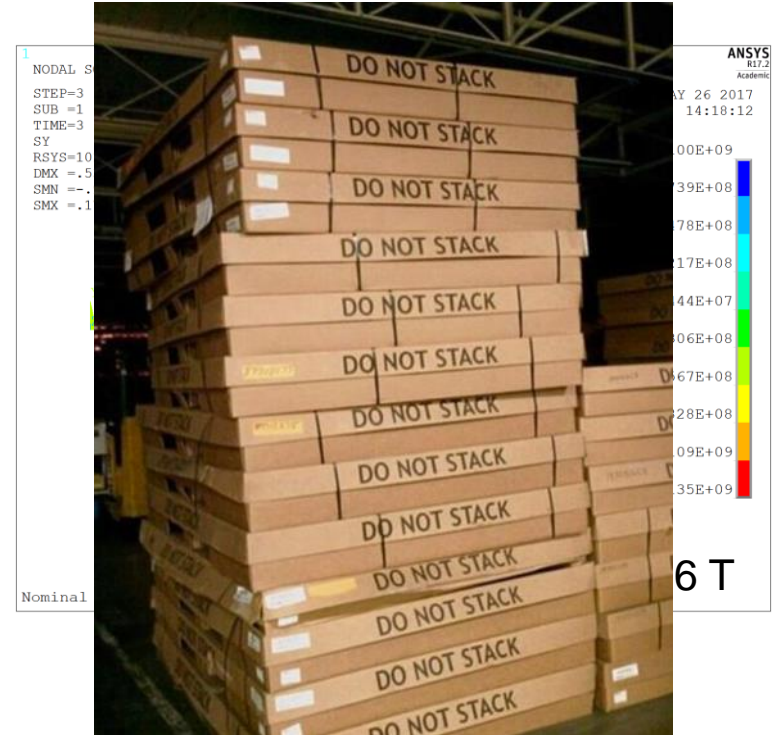 1
ANSYS
R17.2
Academic
NODAL
STEP=3
SUB =1
TIME=3
SY
RSYS=10
DMX =.5
SMN =-.
SMX =.1
26 2017
14:18:12
00E+09
39E+08
78E+08
17E+08
44E+07
06E+08
67E+08
28E+08
09E+09
35E+09
6 T
Nominal
DO NOT STACK
DO NOT STACK
DO NOT STACK
DO NOT STACK
DO NOT STACK
DO NOT STACK
DO NOT STACK
DO NOT STACK
DO NOT STACK
DO NOT STACK
DO NOT STACK
DO NOT STACK
DO NOT STACK